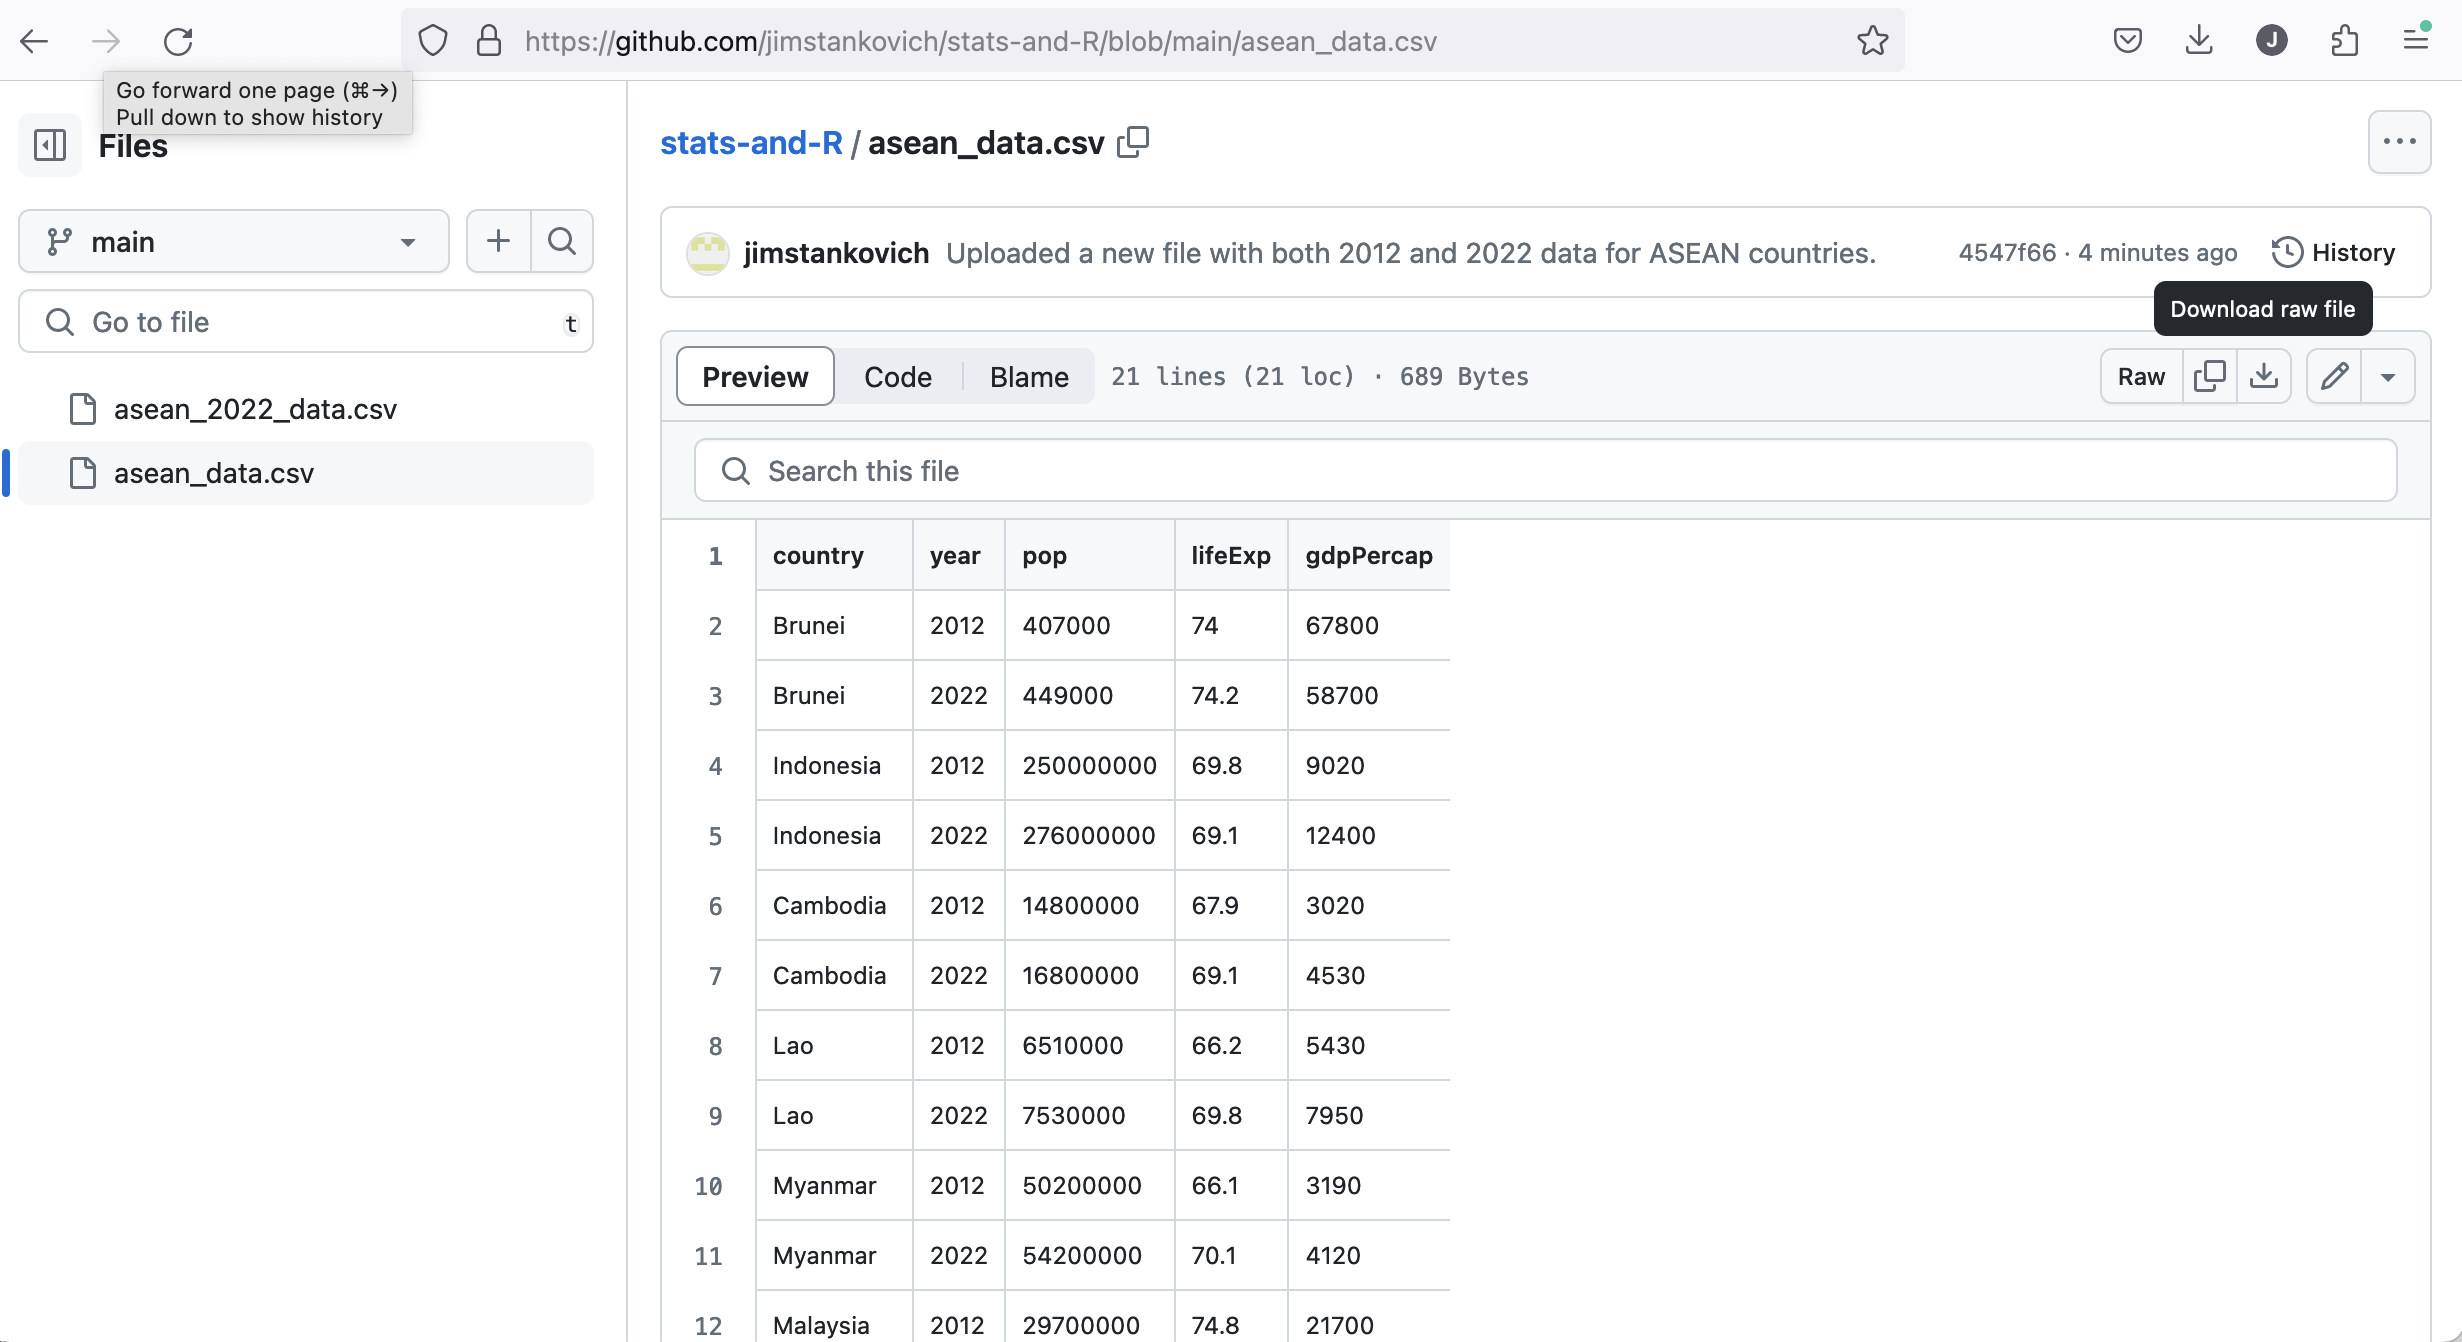 https://github.com/jimstankovich/stats-and-R/blob/main/asean_data.csv
J
Go forward one page (⌘→)
Pull down to show history
Files
main
Go to file
t
asean_2022_data.csv
asean_data.csv
stats-and-R / asean_data.csv
jimstankovich Uploaded a new file with both 2012 and 2022 data for ASEAN countries. 4547f66 · 4 minutes ago History
Download raw file
Preview Code Blame 21 lines (21 loc) · 689 Bytes Raw
Search this file
1 country year pop lifeExp gdpPercap
2 Brunei 2012 407000 74 67800
3 Brunei 2022 449000 74.2 58700
4 Indonesia 2012 250000000 69.8 9020
5 Indonesia 2022 276000000 69.1 12400
6 Cambodia 2012 14800000 67.9 3020
7 Cambodia 2022 16800000 69.1 4530
8 Lao 2012 6510000 66.2 5430
9 Lao 2022 7530000 69.8 7950
10 Myanmar 2012 50200000 66.1 3190
11 Myanmar 2022 54200000 70.1 4120
12 Malaysia 2012 29700000 74.8 21700